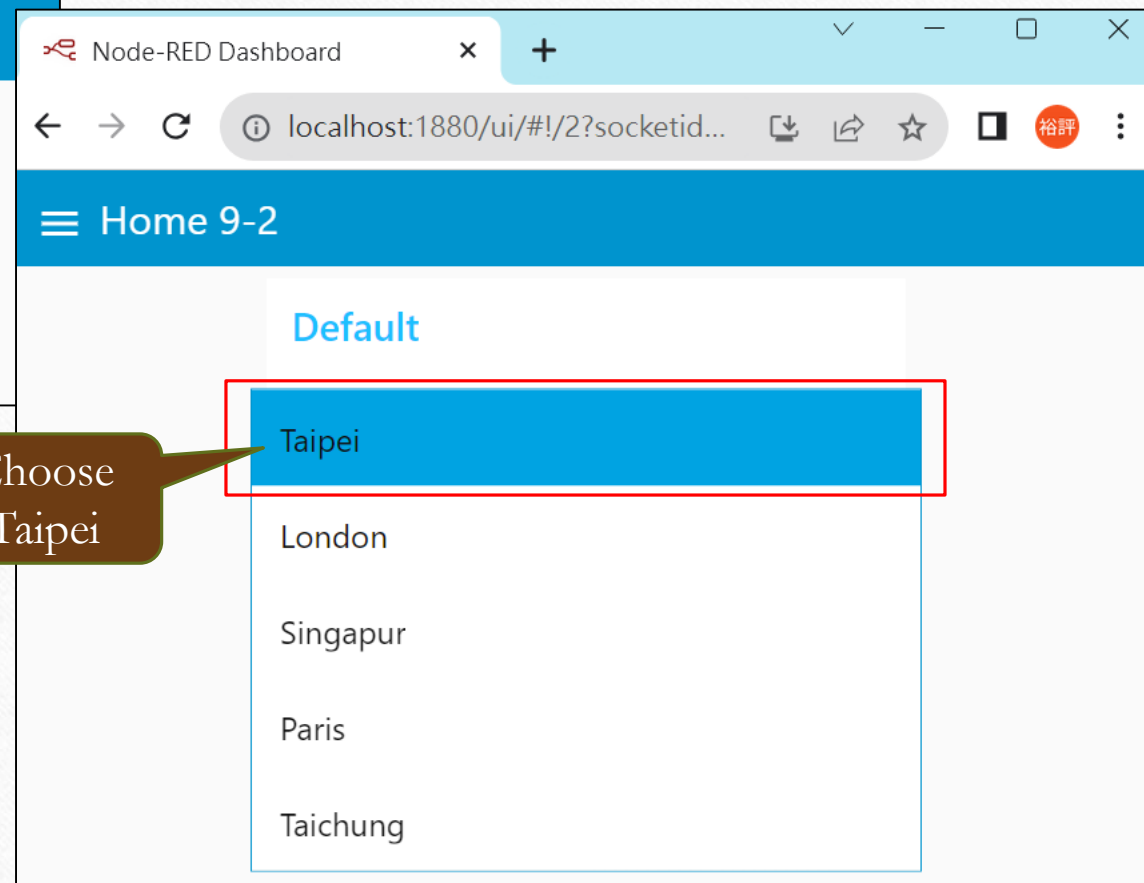 Node-RED Dashboard
localhost:1880/ui/#!/2?socketid...
裕評
Home 9-2
Default
Taipei
Choose
Taipei
London
Singapur
Paris
Taichung